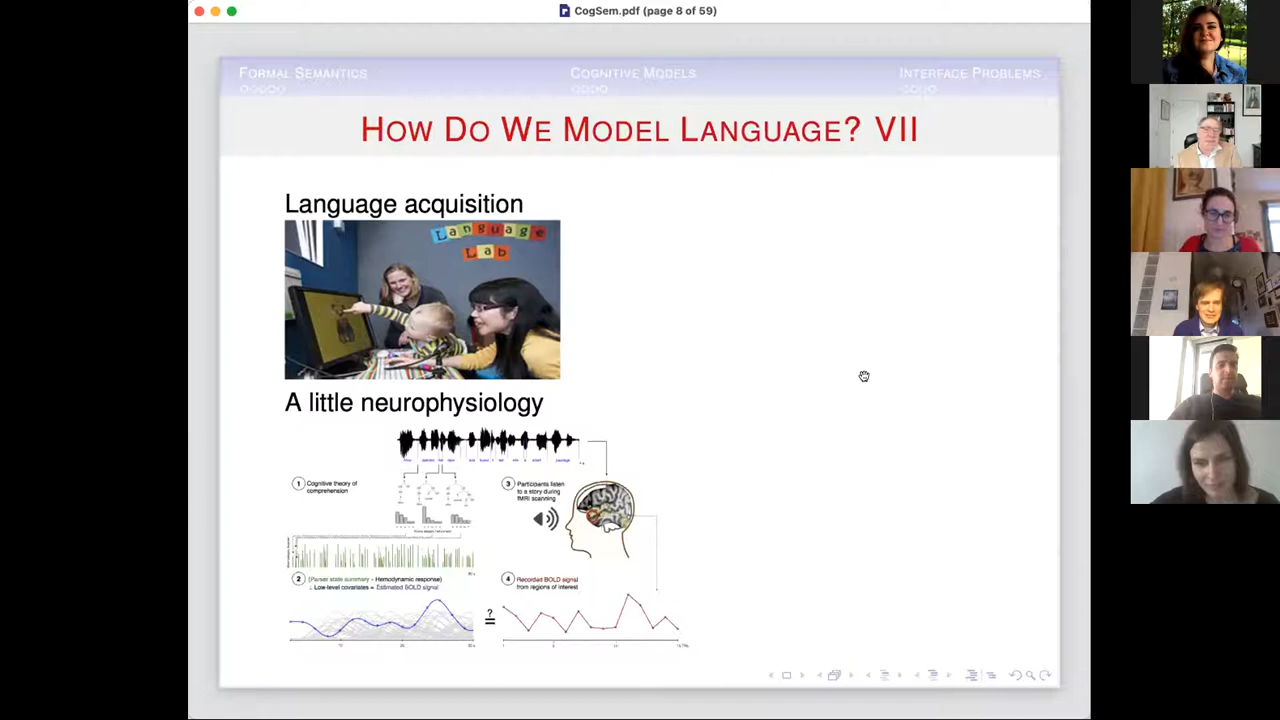 CogSem.pdf (page 8 of 59)
FORMAL SEMANTICS
COGNITIVE MODELS
INTERFACE PROBLEMS
HOW DO WE MODEL LANGUAGE? VII
Language acquisition
Language
Lab
A little neurophysiology
1 Cognitive theory of
comprehension
3 Participants listen
to a story during
fMRI scanning
2 (Parser state summary * Hemodynamic response)
+ Low-level covariates = Estimated BOLD signal
4 Recorded BOLD signal
from regions of interest
?
=